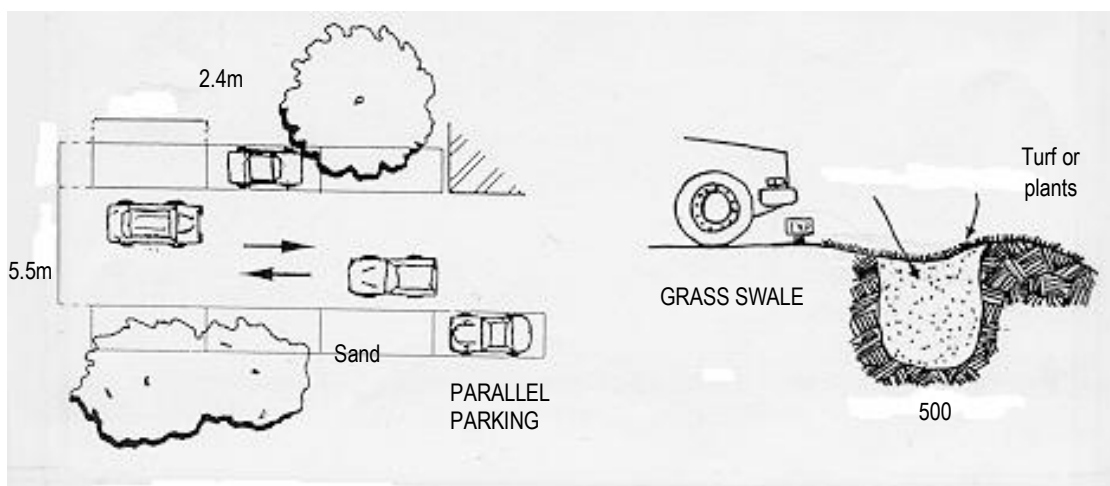 2.4m
5.5m
Sand
PARALLEL
PARKING
GRASS SWALE
Turf or
plants
500